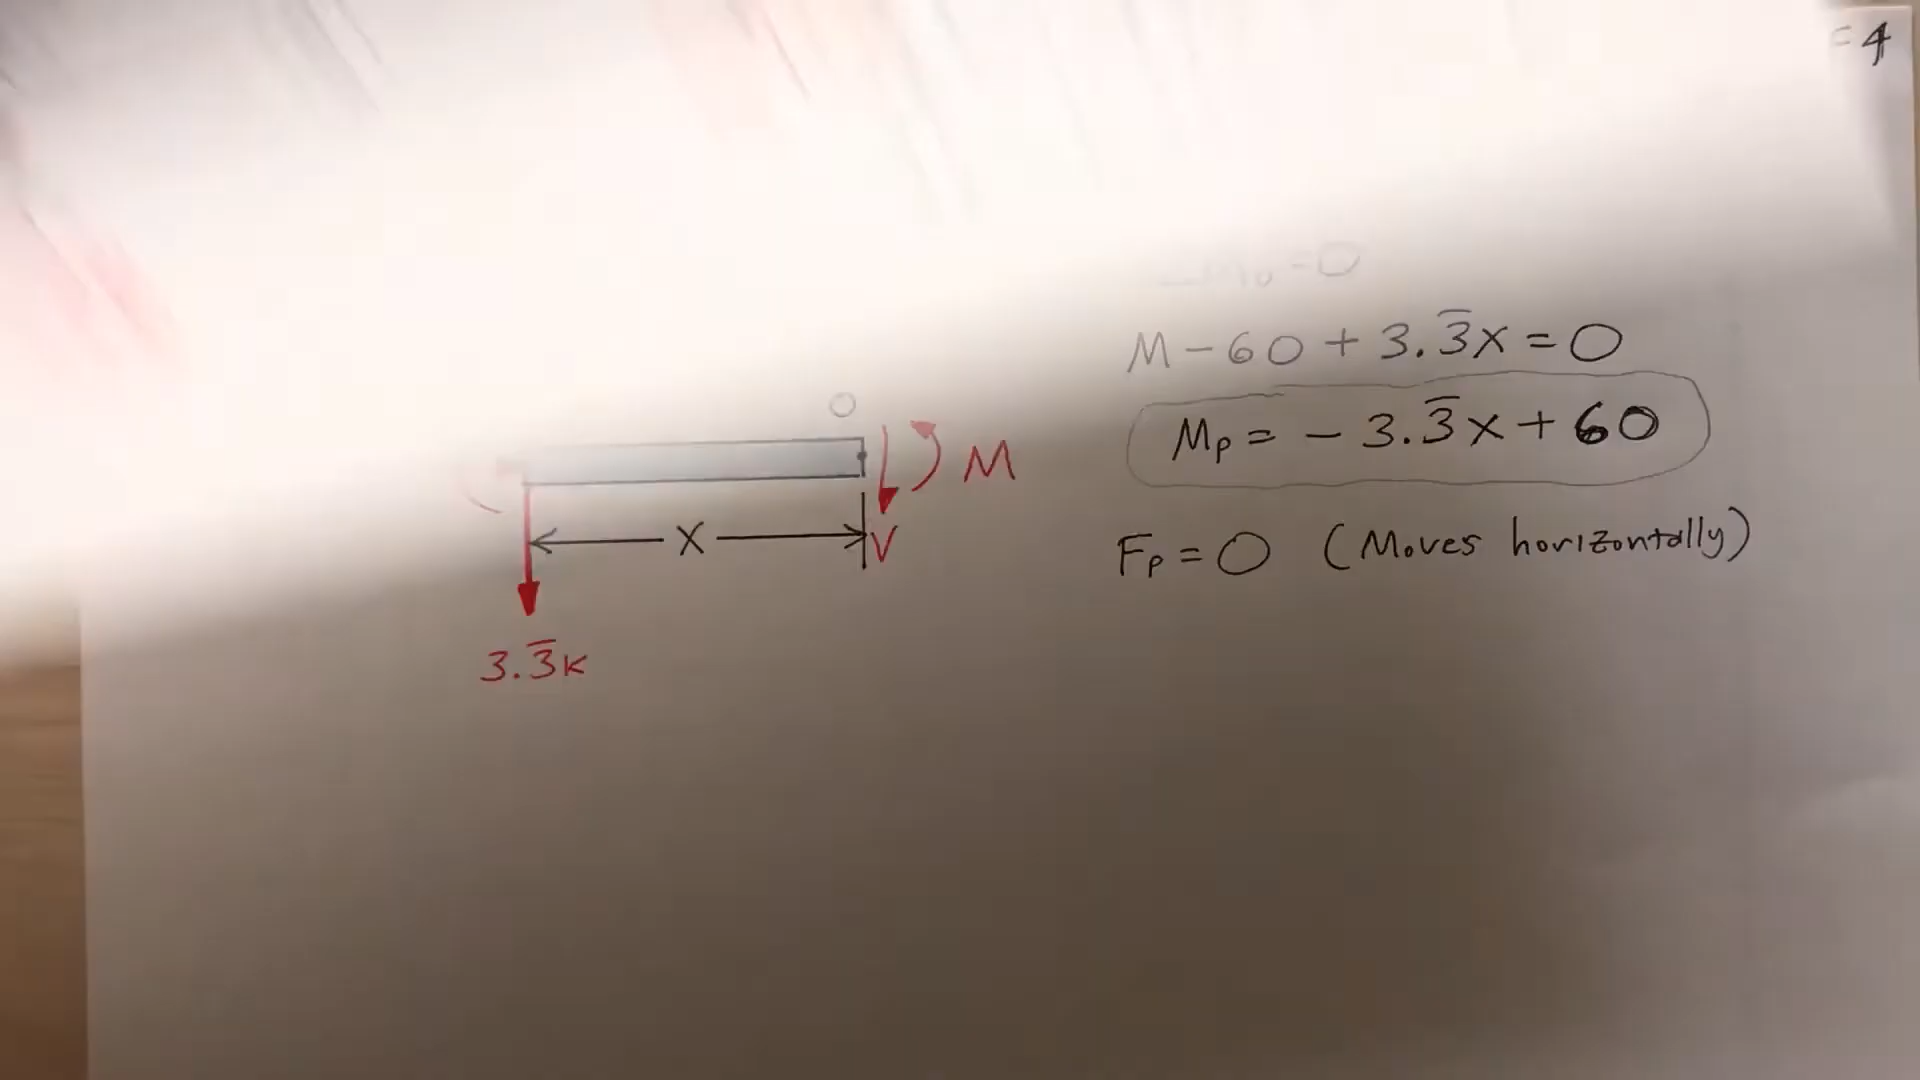 = 4
M - 60 + 3.3̅x = 0
Mₚ = - 3.3̅x + 60
Fₚ = 0 (Moves horizontally)
O
M
X
V
3.3̅k